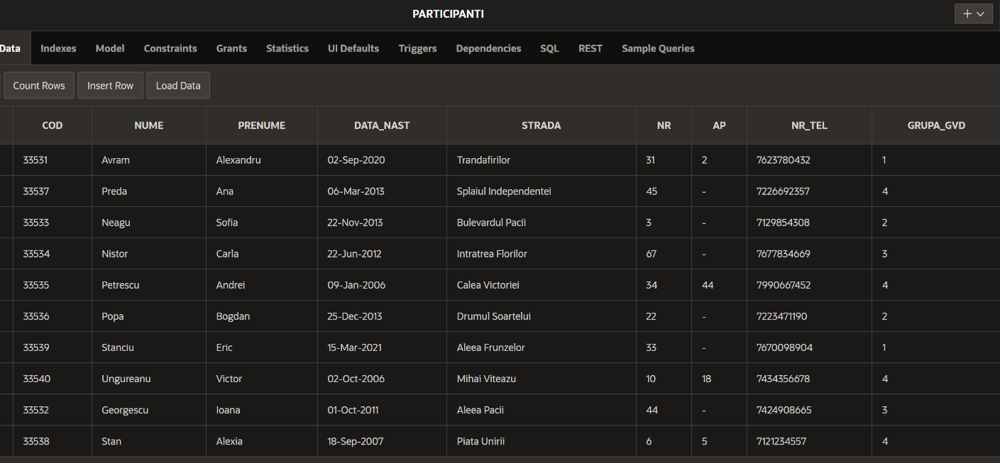 PARTICIPANTI
Data Indexes Model Constraints Grants Statistics UI Defaults Triggers Dependencies SQL REST Sample Queries
Count Rows Insert Row Load Data
COD NUME PRENUME DATA_NAST STRADA NR AP NR_TEL GRUPA_GVD
33531 Avram Alexandru 02-Sep-2020 Trandafirilor 31 2 7623780432 1
33537 Preda Ana 06-Mar-2013 Splaiul Independentei 45 - 7226692357 4
33533 Neagu Sofia 22-Nov-2013 Bulevardul Pacii 3 - 7129854308 2
33534 Nistor Carla 22-Jun-2012 Intratrea Florilor 67 - 7677834669 3
33535 Petrescu Andrei 09-Jan-2006 Calea Victoriei 34 44 7990667452 4
33536 Popa Bogdan 25-Dec-2013 Drumul Soartelui 22 - 7223471190 2
33539 Stanciu Eric 15-Mar-2021 Aleea Frunzelor 33 - 7670098904 1
33540 Ungureanu Victor 02-Oct-2006 Mihai Viteazu 10 18 7434356678 4
33532 Georgescu Ioana 01-Oct-2011 Aleea Pacii 44 - 7424908665 3
33538 Stan Alexia 18-Sep-2007 Piata Unirii 6 5 7121234557 4